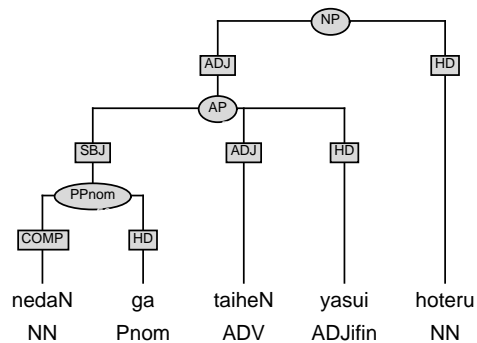 NP
ADJ HD
AP
SBJ ADJ HD
PPnom
COMP HD
nedaN ga taiheN yasui hoteru
NN Pnom ADV ADJifin NN